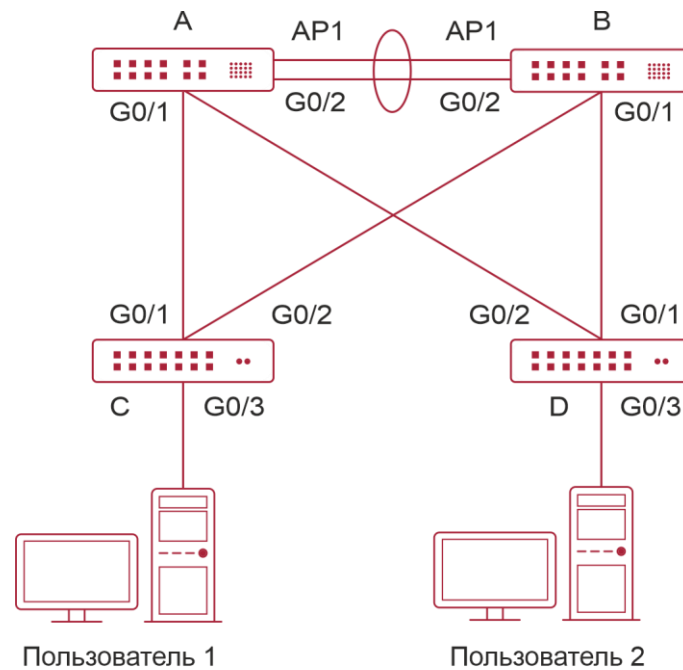 A AP1 AP1 B
G0/1 G0/2 G0/2 G0/1
G0/1 G0/2 G0/2 G0/1
C G0/3 D G0/3
Пользователь 1 Пользователь 2